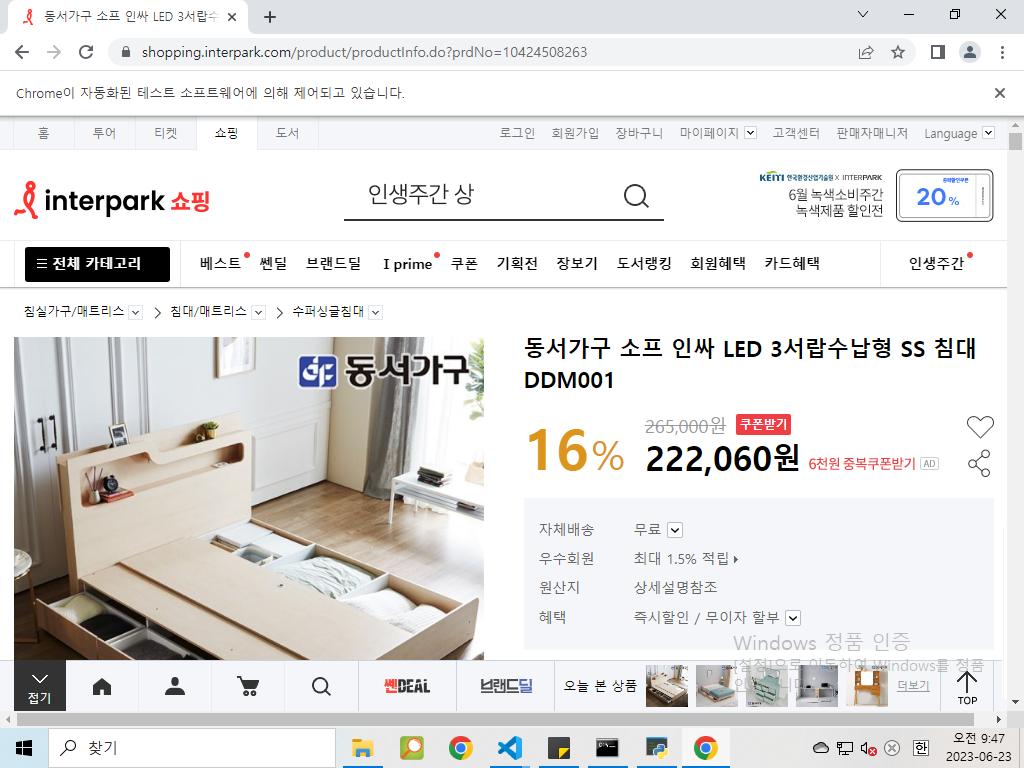 동서가구 소프 인싸 LED 3서랍수
shopping.interpark.com/product/productInfo.do?prdNo=10424508263
Chrome이 자동화된 테스트 소프트웨어에 의해 제어되고 있습니다.
홈 투어 티켓 쇼핑 도서 로그인 회원가입 장바구니 마이페이지 고객센터 판매자매니저 Language
interpark 쇼핑
인생주간 상
KEITI 한국환경산업기술원 X INTERPARK
6월 녹색소비주간
녹색제품 할인전
중복할인쿠폰
20%
전체 카테고리 베스트 쎈딜 브랜드딜 I prime 쿠폰 기획전 장보기 도서랭킹 회원혜택 카드혜택 인생주간
침실가구/매트리스 침대/매트리스 수퍼싱글침대
동서가구
동서가구 소프 인싸 LED 3서랍수납형 SS 침대
DDM001
16%
265,000원 쿠폰받기
222,060원 6천원 중복쿠폰받기 AD
자체배송 무료
우수회원 최대 1.5% 적립
원산지 상세설명참조
혜택 즉시할인 / 무이자 할부
Windows 정품 인증
[설정]으로 이동하여 Windows를 정품
접기
쎈DEAL
브랜드딜
오늘 본 상품
더보기
TOP
찾기
한
오전 9:47
2023-06-23